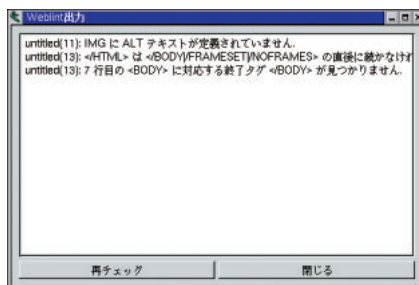 Weblint出力
untitled(11): IMG に ALT テキストが定義されていません.
untitled(13): </HTML> は </BODY|/FRAMESET|/NOFRAMES> の直後に続かなけれ
untitled(13): 7 行目の <BODY> に対応する終了タグ </BODY> が見つかりません.
再チェック
閉じる